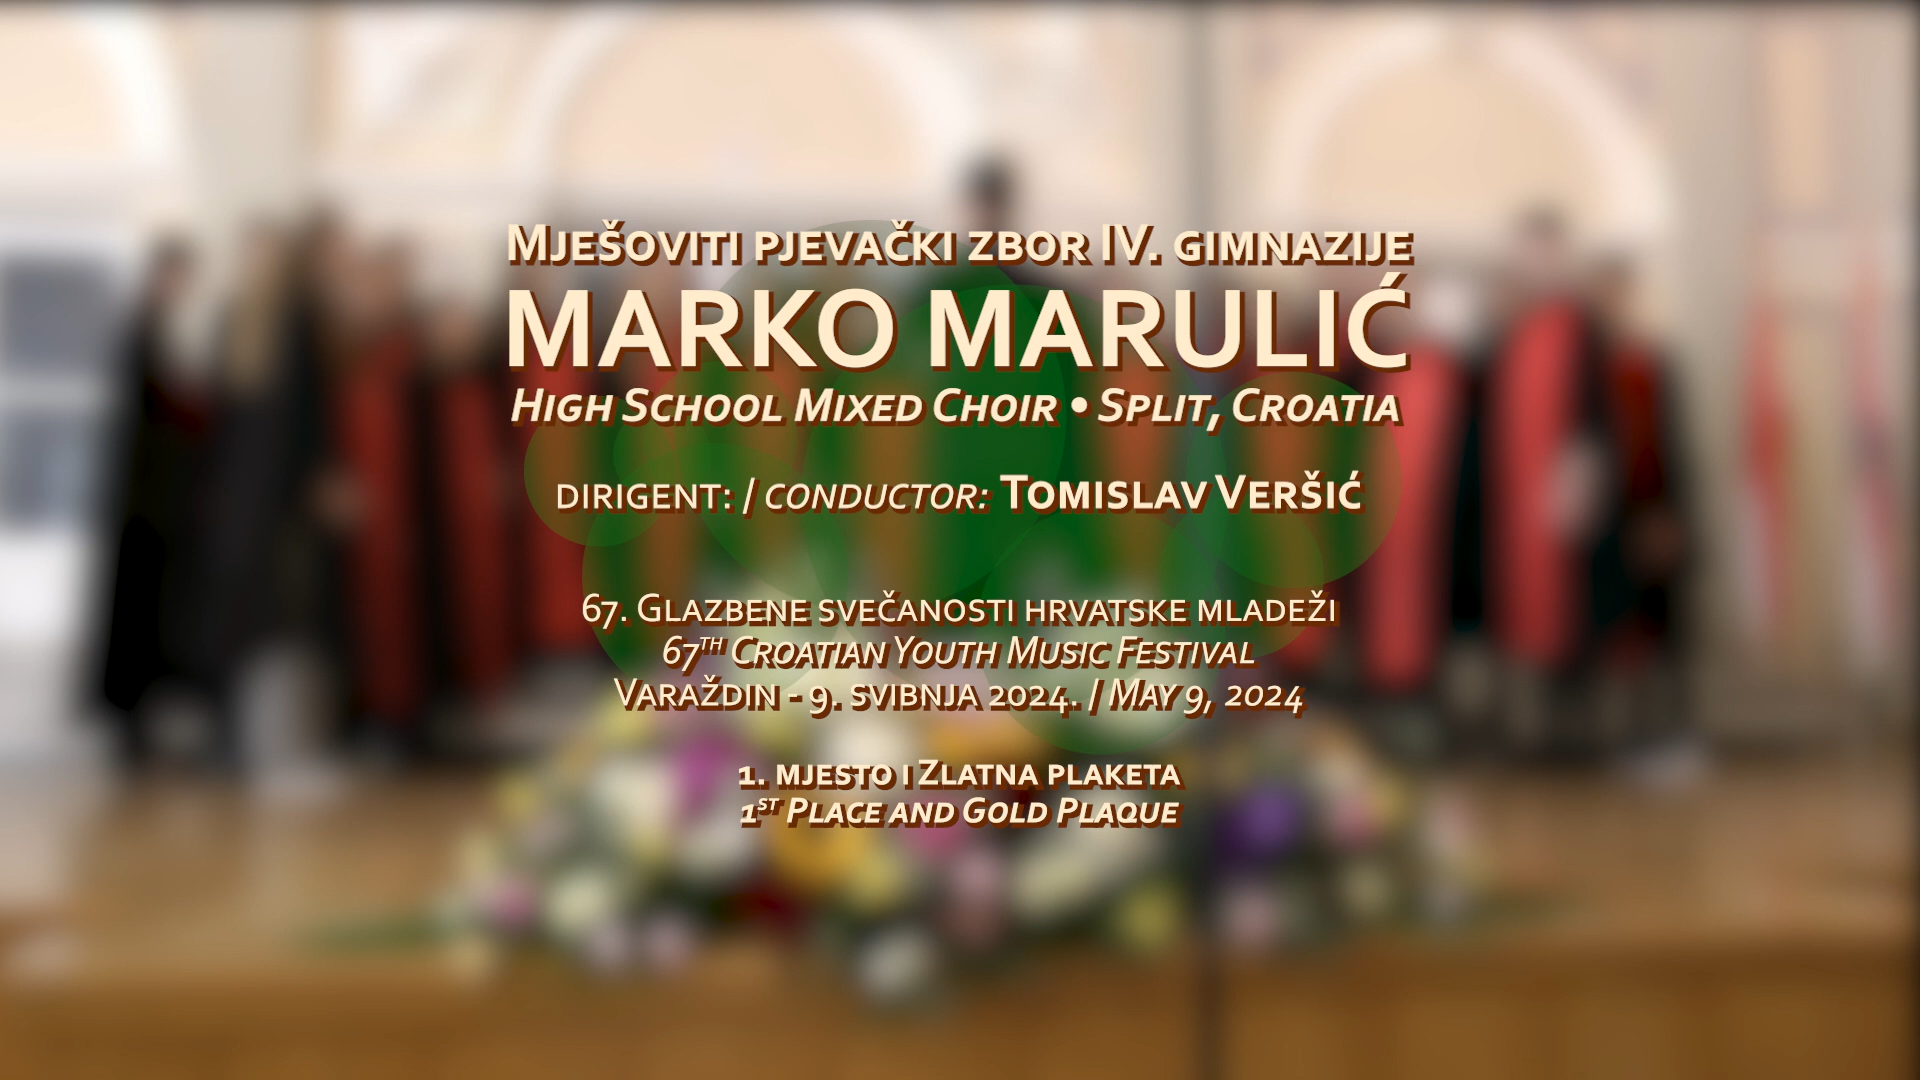 Mješoviti pjevački zbor IV. gimnazije
MARKO MARULIĆ
High School Mixed Choir • Split, Croatia
dirigent: / conductor: Tomislav Veršić
67. Glazbene svečanosti hrvatske mladeži
67th Croatian Youth Music Festival
Varaždin - 9. svibnja 2024. / May 9, 2024
1. mjesto i Zlatna plaketa
1st Place and Gold Plaque